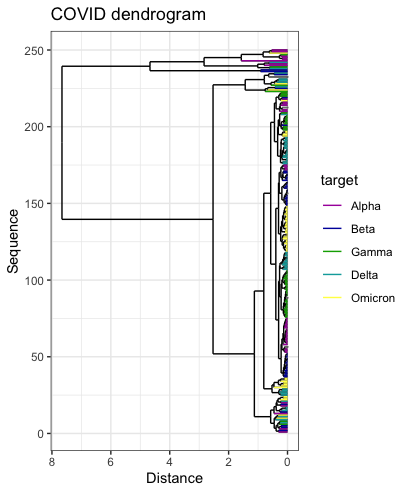 COVID dendrogram
250
200
150
100
50
0
Sequence
8 6 4 2 0
Distance
target
Alpha
Beta
Gamma
Delta
Omicron